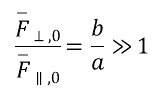 F̄⊥,0 / F̄∥,0 = b / a ≫ 1